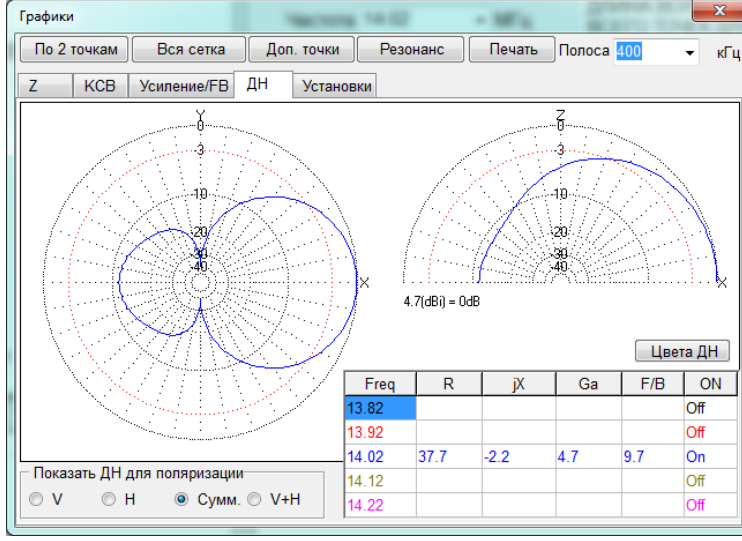 Графики
Частота 14.02 МГц
По 2 точкам Вся сетка Доп. точки Резонанс Печать Полоса 400 кГц
Z КСВ Усиление/FB ДН Установки
Y Z
0 0
-3 -3
-10 -10
-20 -20
-30 -30
-40 -40
X X
4.7(dBi) = 0dB
Цвета ДН
Freq R jX Ga F/B ON
13.82 Off
13.92 Off
14.02 37.7 -2.2 4.7 9.7 On
14.12 Off
14.22 Off
Показать ДН для поляризации
V H Сумм. V+H